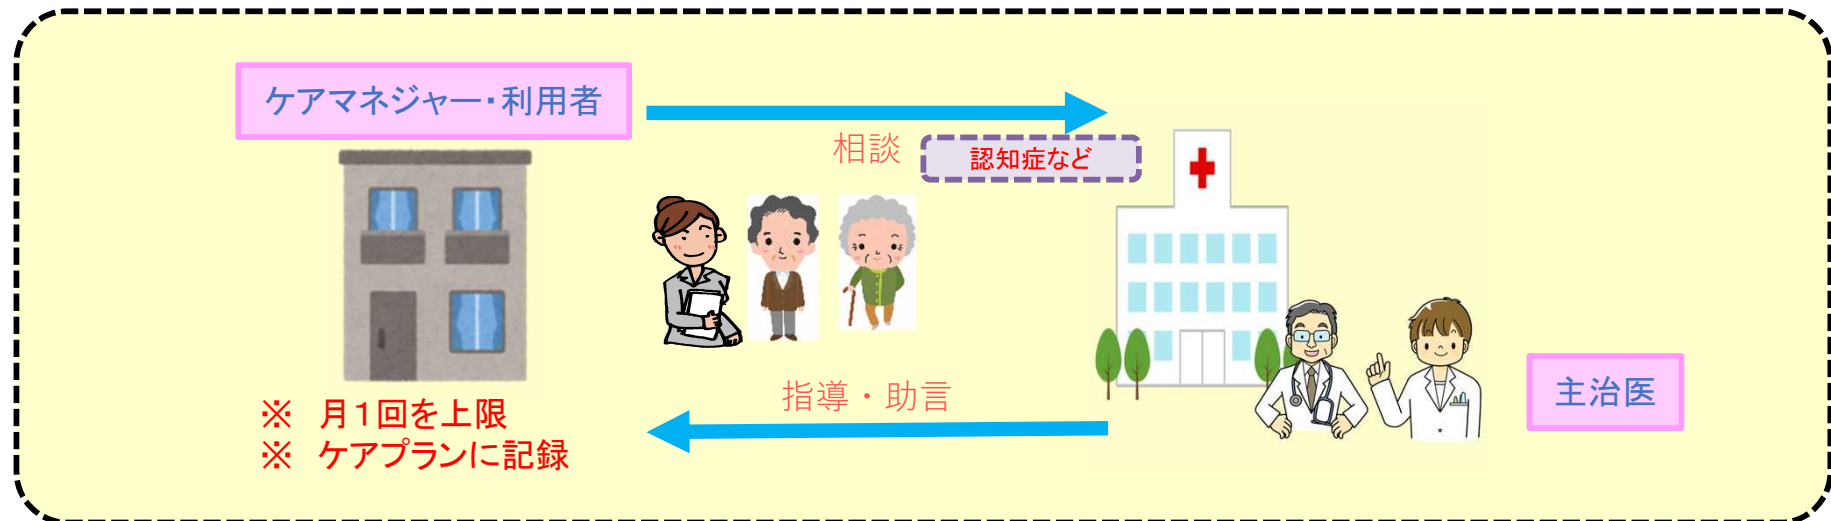 ケアマネジャー・利用者
相談
認知症など
指導・助言
主治医
※　月１回を上限
※　ケアプランに記録